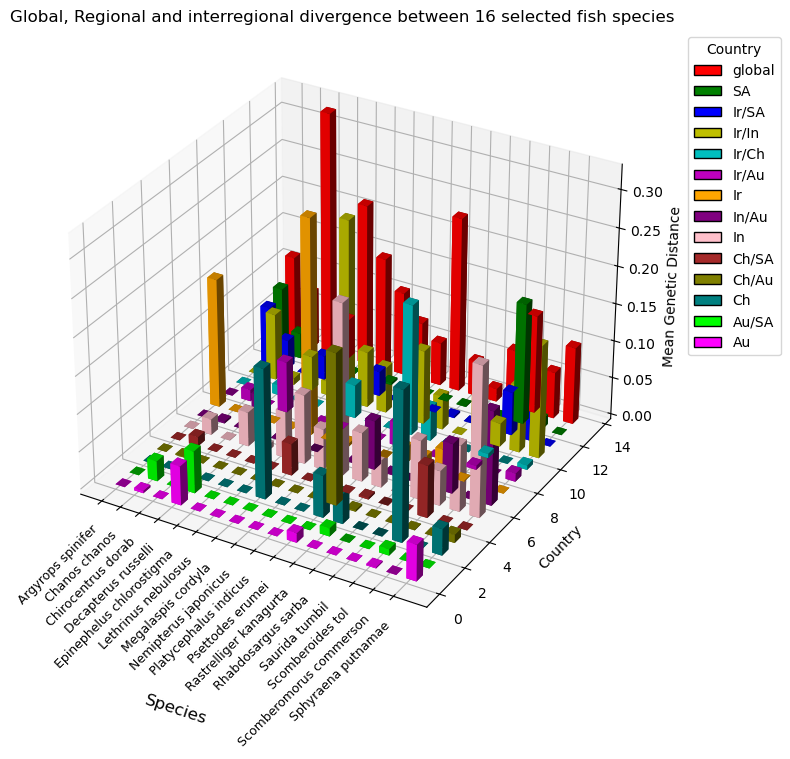 Global, Regional and interregional divergence between 16 selected fish species
Country
global
SA
Ir/SA
Ir/In
Ir/Ch
Ir/Au
Ir
In/Au
In
Ch/SA
Ch/Au
Ch
Au/SA
Au
0.30
0.25
0.20
0.15
0.10
0.05
0.00
Mean Genetic Distance
14
12
10
8
6
4
2
0
Country
Argyrops spinifer
Chanos chanos
Chirocentrus dorab
Decapterus russelli
Epinephelus chlorostigma
Lethrinus nebulosus
Megalaspis cordyla
Nemipterus japonicus
Platycephalus indicus
Psettodes erumei
Rastrelliger kanagurta
Rhabdosargus sarba
Saurida tumbil
Scomberoides tol
Scomberomorus commerson
Sphyraena putnamae
Species